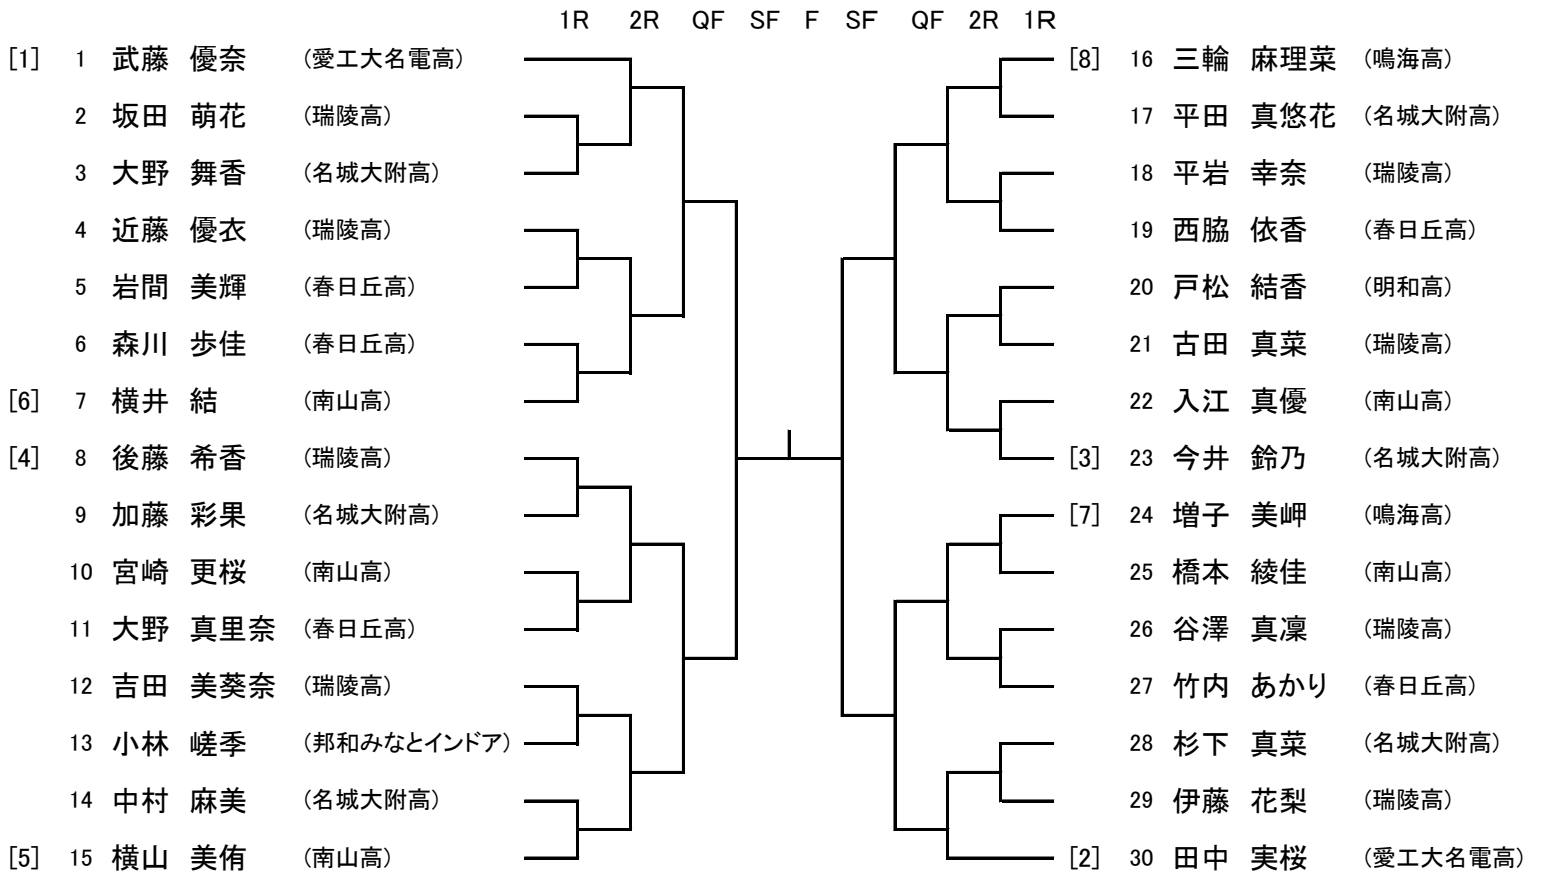 1R 2R QF SF F SF QF 2R 1R
[1] 1 武藤 優奈 (愛工大名電高)
2 坂田 萌花 (瑞陵高)
3 大野 舞香 (名城大附高)
4 近藤 優衣 (瑞陵高)
5 岩間 美輝 (春日丘高)
6 森川 歩佳 (春日丘高)
[6] 7 横井 結 (南山高)
[4] 8 後藤 希香 (瑞陵高)
9 加藤 彩果 (名城大附高)
10 宮崎 更桜 (南山高)
11 大野 真里奈 (春日丘高)
12 吉田 美葵奈 (瑞陵高)
13 小林 嵯季 (邦和みなとインドア)
14 中村 麻美 (名城大附高)
[5] 15 横山 美侑 (南山高)
[8] 16 三輪 麻理菜 (鳴海高)
17 平田 真悠花 (名城大附高)
18 平岩 幸奈 (瑞陵高)
19 西脇 依香 (春日丘高)
20 戸松 結香 (明和高)
21 古田 真菜 (瑞陵高)
22 入江 真優 (南山高)
[3] 23 今井 鈴乃 (名城大附高)
[7] 24 増子 美岬 (鳴海高)
25 橋本 綾佳 (南山高)
26 谷澤 真凜 (瑞陵高)
27 竹内 あかり (春日丘高)
28 杉下 真菜 (名城大附高)
29 伊藤 花梨 (瑞陵高)
[2] 30 田中 実桜 (愛工大名電高)